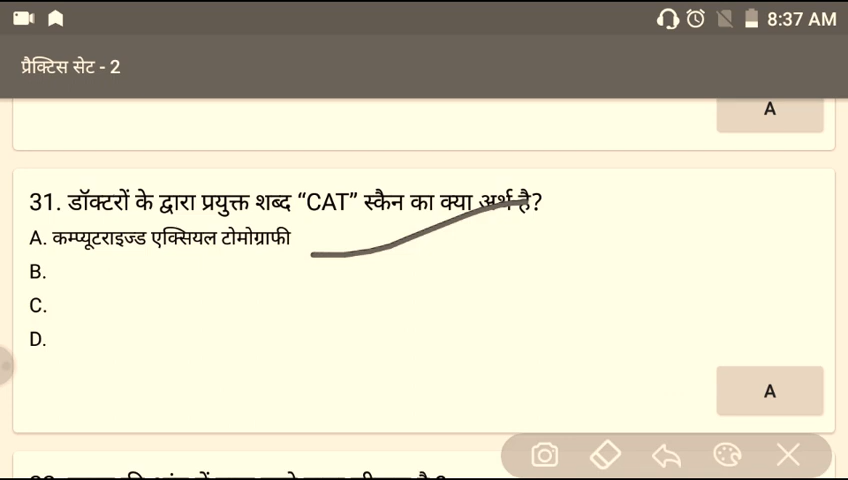 8:37 AM
प्रैक्टिस सेट - 2
A
31. डॉक्टरों के द्वारा प्रयुक्त शब्द “CAT” स्कैन का क्या अर्थ है?
A. कम्प्यूटराइज्ड एक्सियल टोमोग्राफी
B.
C.
D.
A